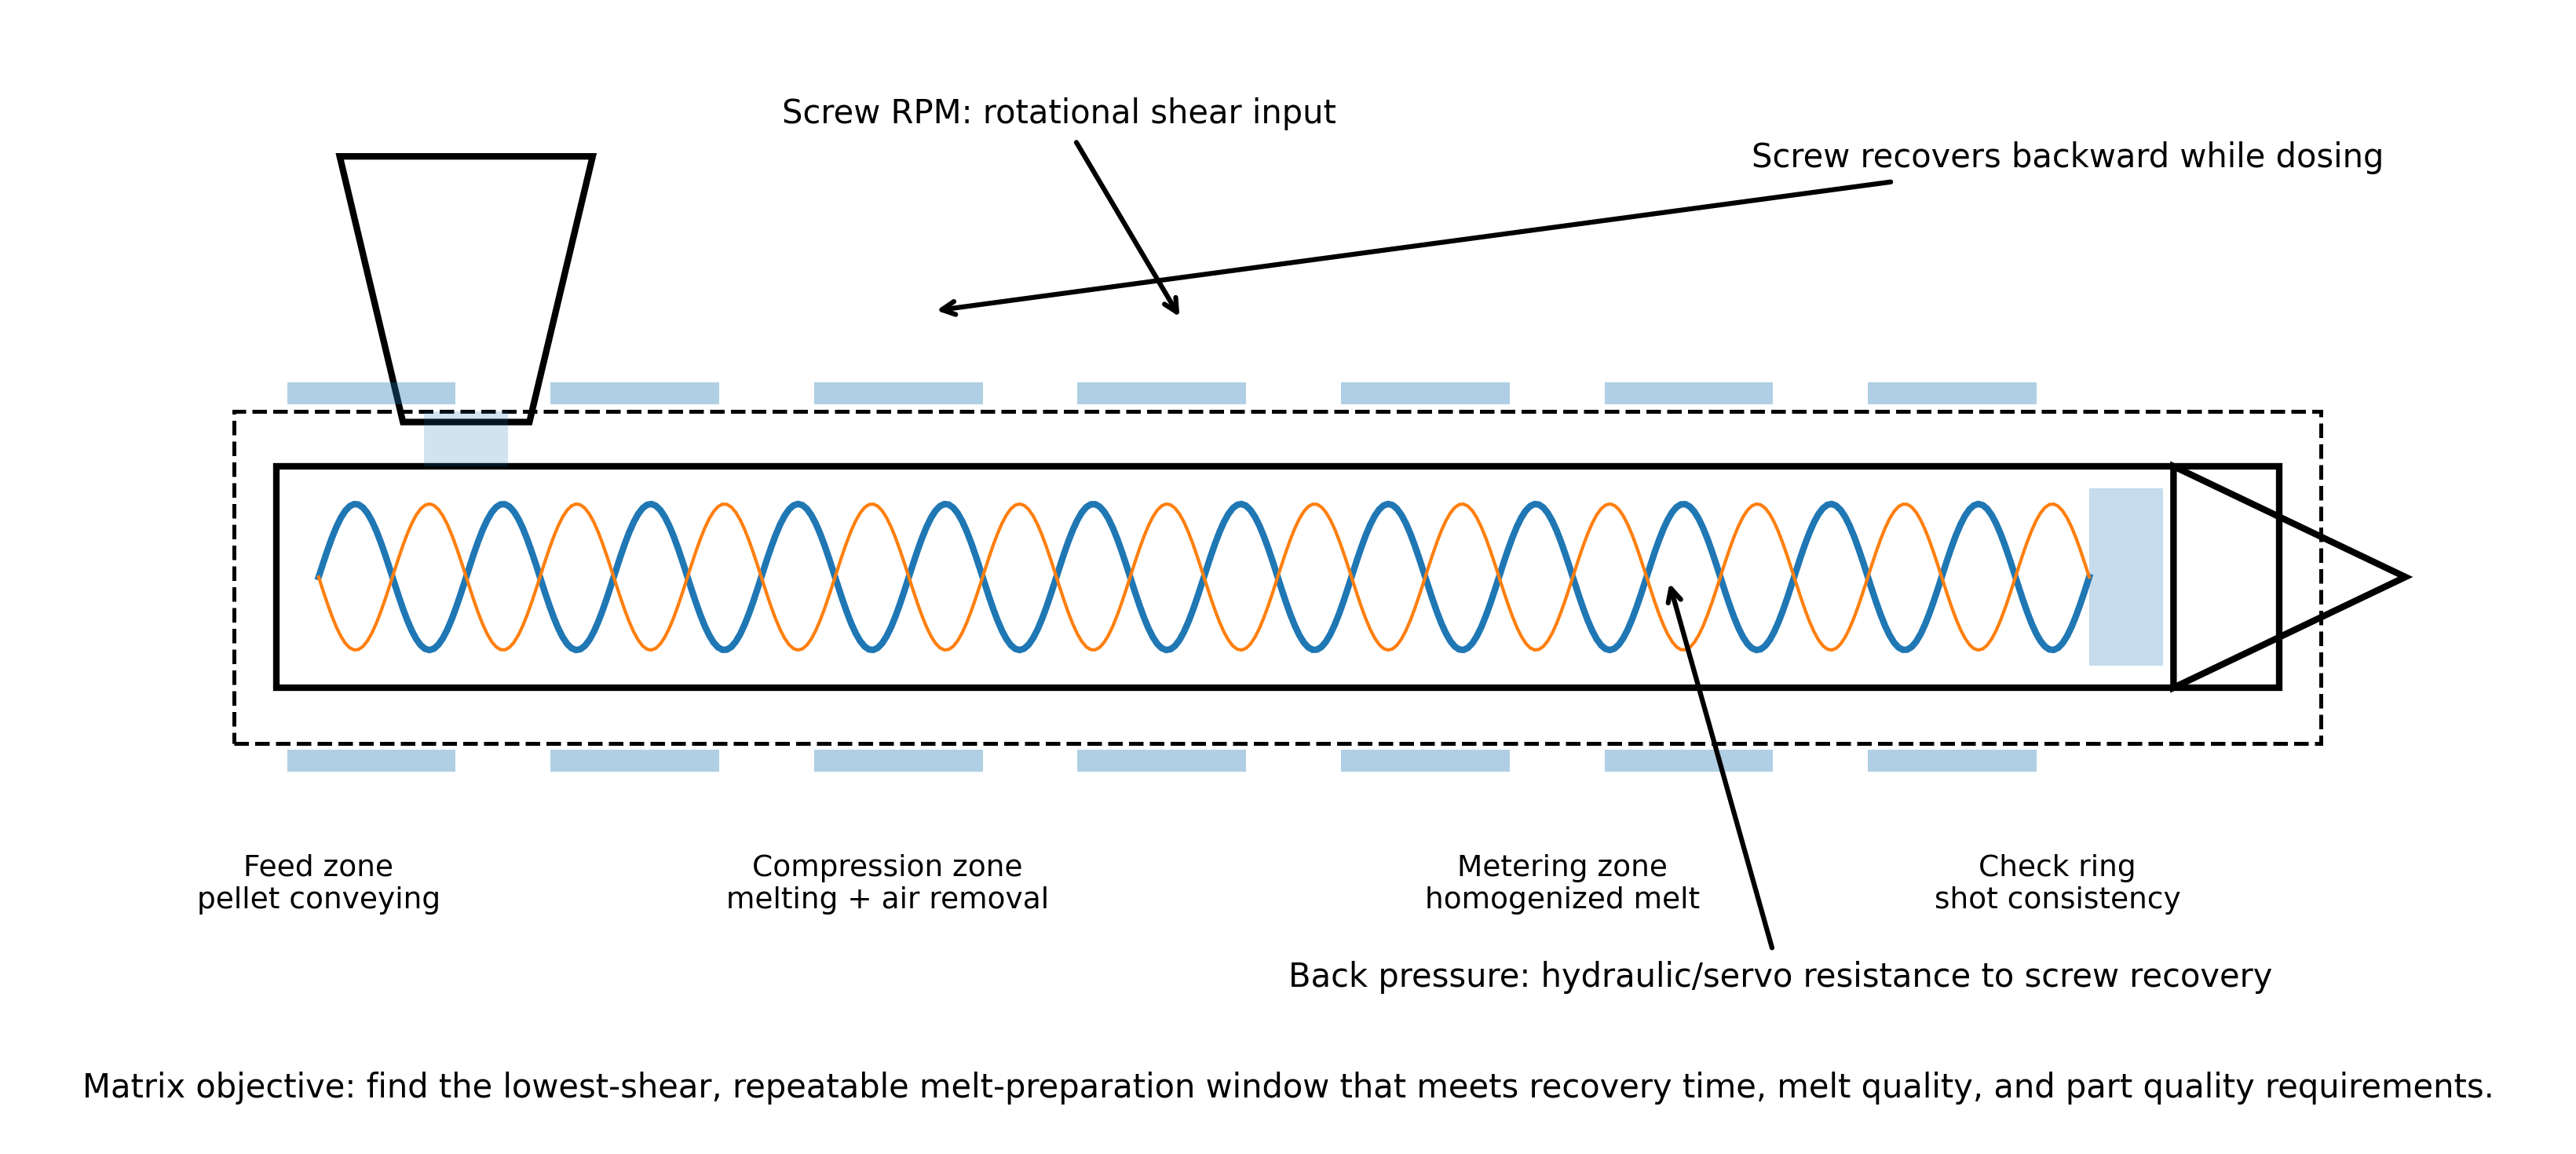 Screw RPM: rotational shear input
Screw recovers backward while dosing
Feed zone
pellet conveying
Compression zone
melting + air removal
Metering zone
homogenized melt
Check ring
shot consistency
Back pressure: hydraulic/servo resistance to screw recovery
Matrix objective: find the lowest-shear, repeatable melt-preparation window that meets recovery time, melt quality, and part quality requirements.